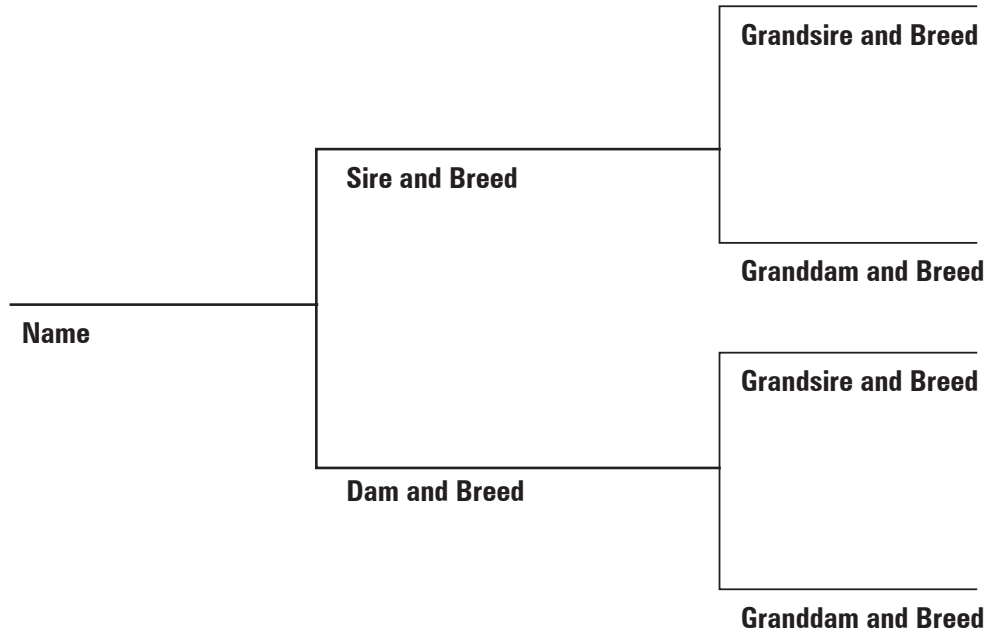 Grandsire and Breed
Sire and Breed
Granddam and Breed
Name
Grandsire and Breed
Dam and Breed
Granddam and Breed